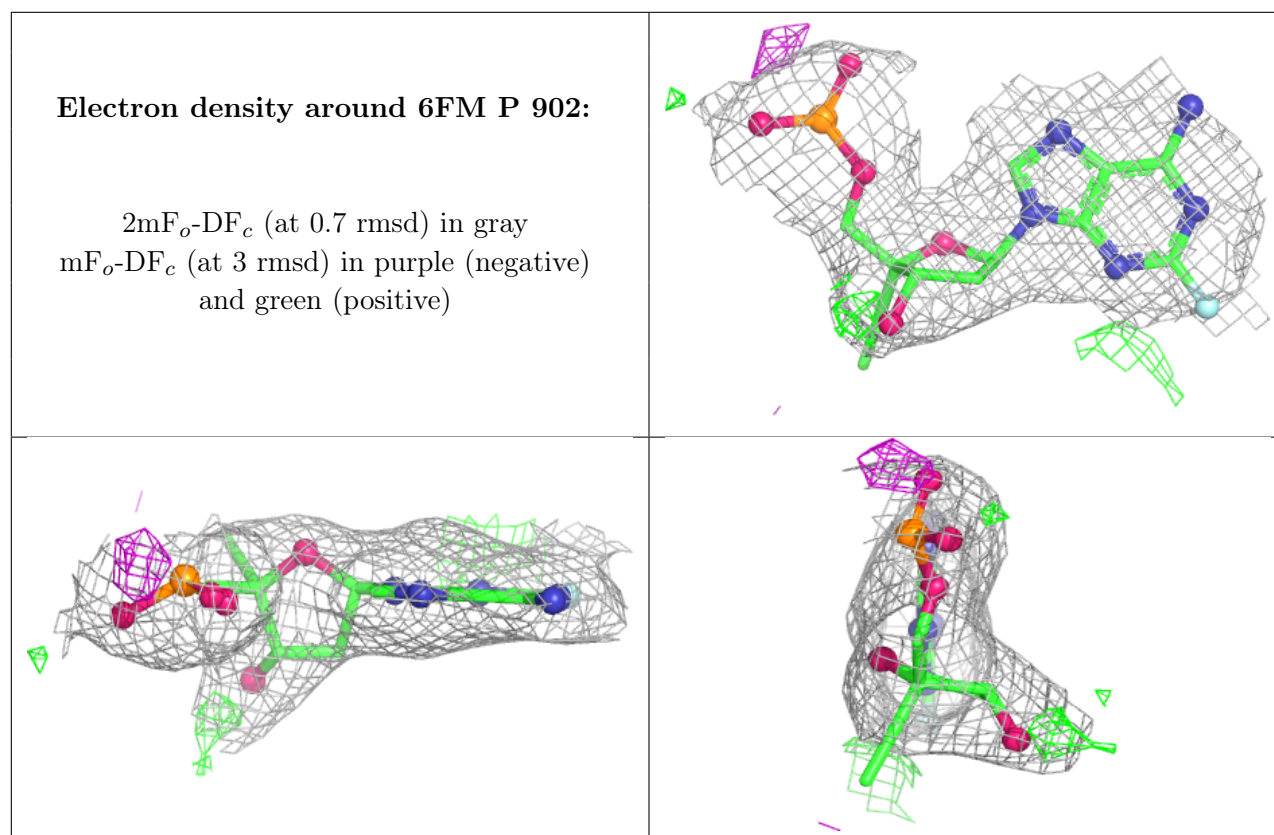 Electron density around 6FM P 902:
2mFₒ-DF𝒸 (at 0.7 rmsd) in gray
mFₒ-DF𝒸 (at 3 rmsd) in purple (negative)
and green (positive)